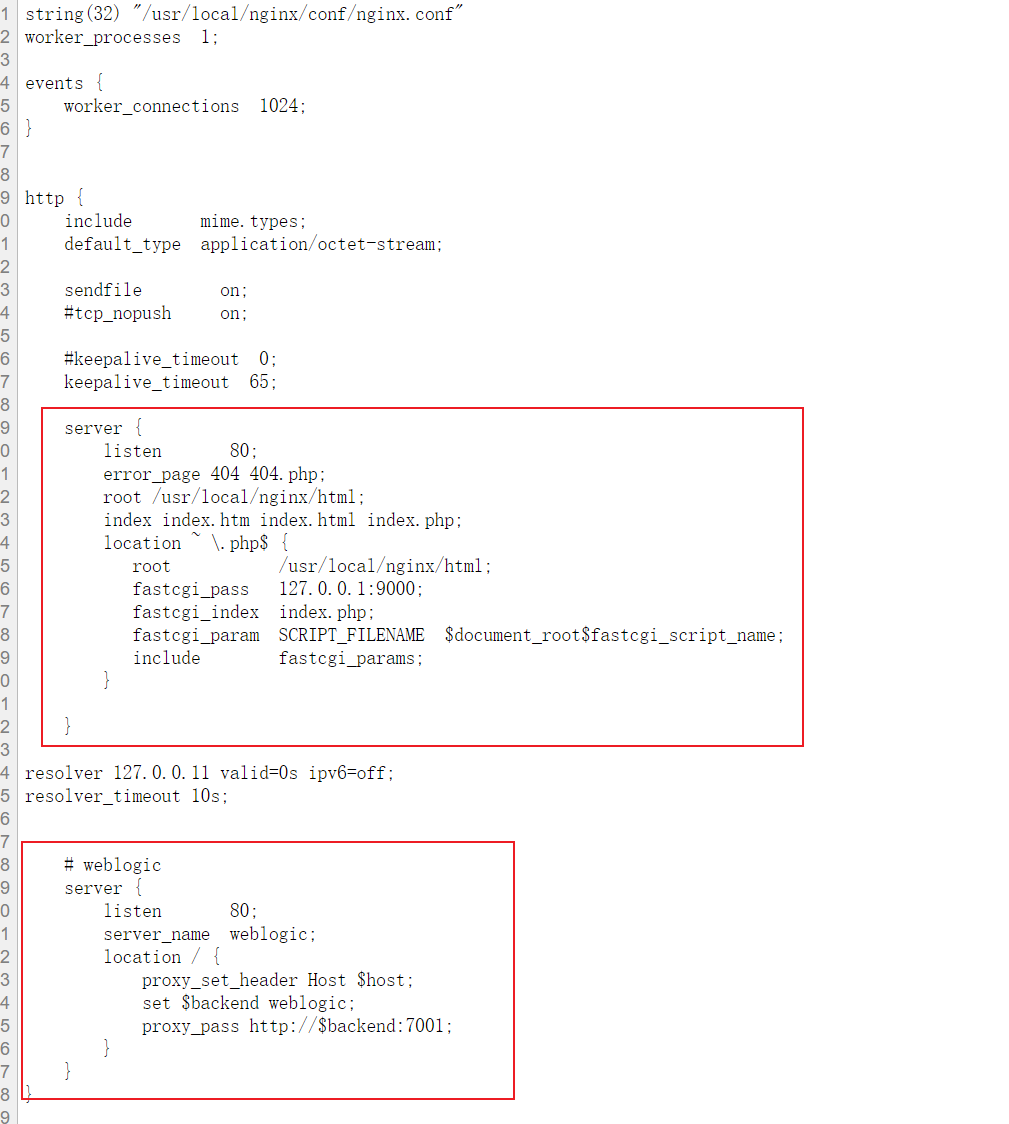 1 string(32) "/usr/local/nginx/conf/nginx.conf"
2 worker_processes  1;
3
4 events {
5     worker_connections  1024;
6 }
7
8
9 http {
0     include       mime.types;
1     default_type  application/octet-stream;
2
3     sendfile        on;
4     #tcp_nopush     on;
5
6     #keepalive_timeout  0;
7     keepalive_timeout  65;
8
9     server {
0         listen       80;
1         error_page 404 404.php;
2         root /usr/local/nginx/html;
3         index index.htm index.html index.php;
4         location ~ \.php$ {
5            root           /usr/local/nginx/html;
6            fastcgi_pass   127.0.0.1:9000;
7            fastcgi_index  index.php;
8            fastcgi_param  SCRIPT_FILENAME  $document_root$fastcgi_script_name;
9            include        fastcgi_params;
0         }
1
2     }
3
4 resolver 127.0.0.11 valid=0s ipv6=off;
5 resolver_timeout 10s;
6
7
8     # weblogic
9     server {
0         listen       80;
1         server_name  weblogic;
2         location / {
3             proxy_set_header Host $host;
4             set $backend weblogic;
5             proxy_pass http://$backend:7001;
6         }
7     }
8 }
9